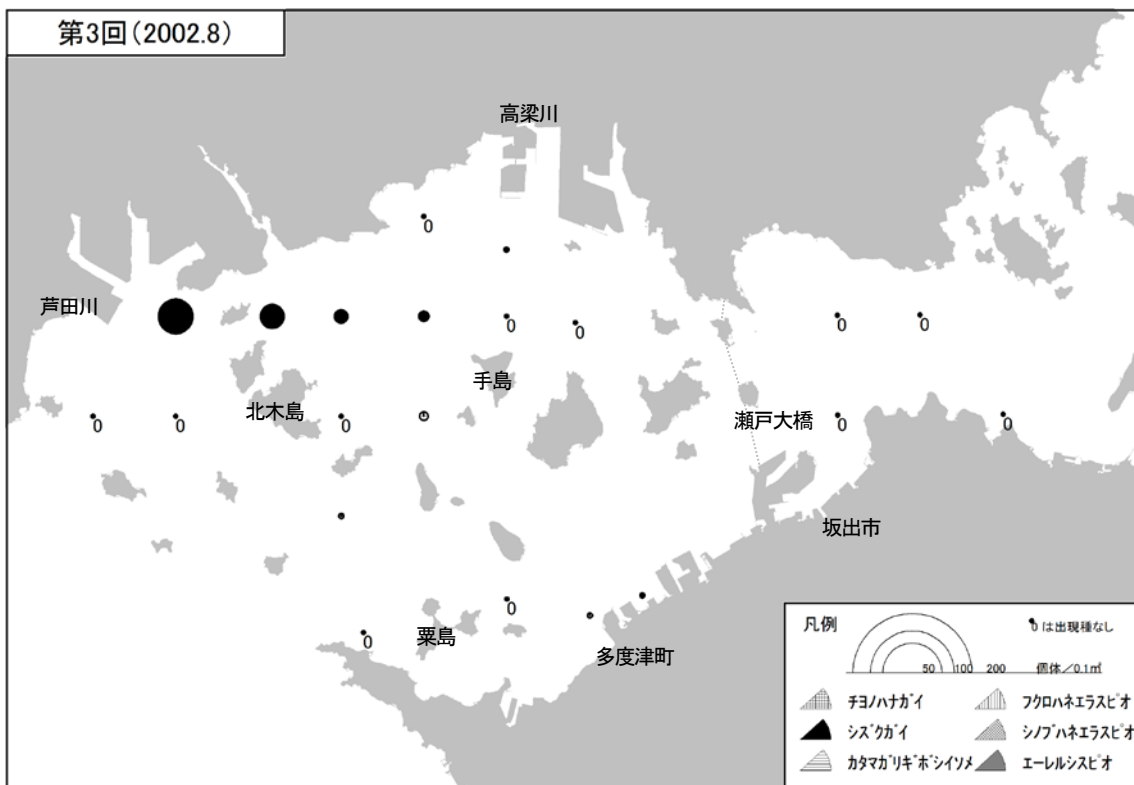 第3回(2002.8)
高梁川
0
芦田川
0
0
0
0
手島
北木島
瀬戸大橋
0
0
0
0
0
坂出市
0
0
粟島
多度津町
凡例
0は出現種なし
50 100 200 個体/0.1㎡
チヨノハナガイ フクロハネエラスピオ
シズクガイ シノブハネエラスピオ
カタマガリギボシイソメ エーレルシスピオ